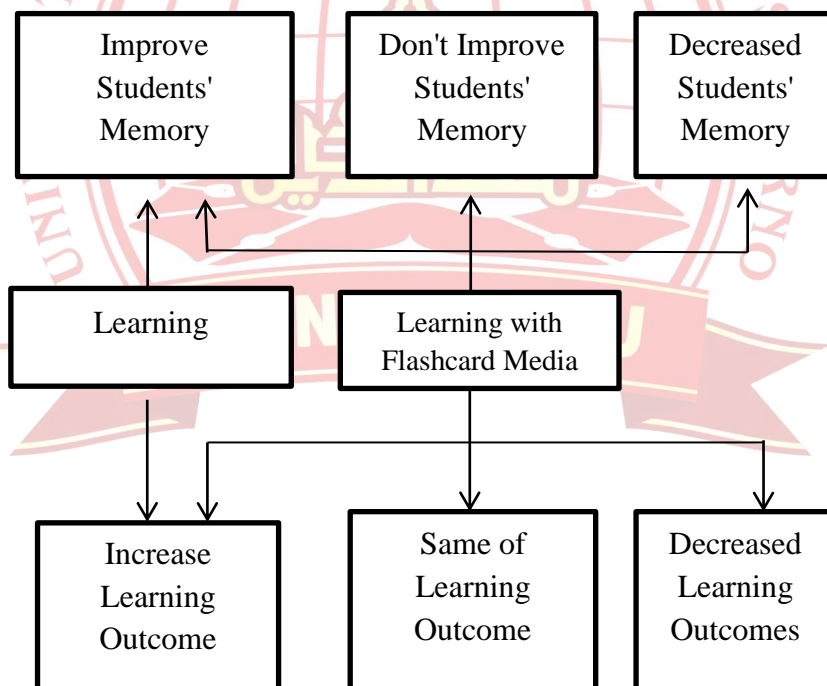 Improve
Students'
Memory
Don't Improve
Students'
Memory
Decreased
Students'
Memory
Learning
Learning with
Flashcard Media
Increase
Learning
Outcome
Same of
Learning
Outcome
Decreased
Learning
Outcomes